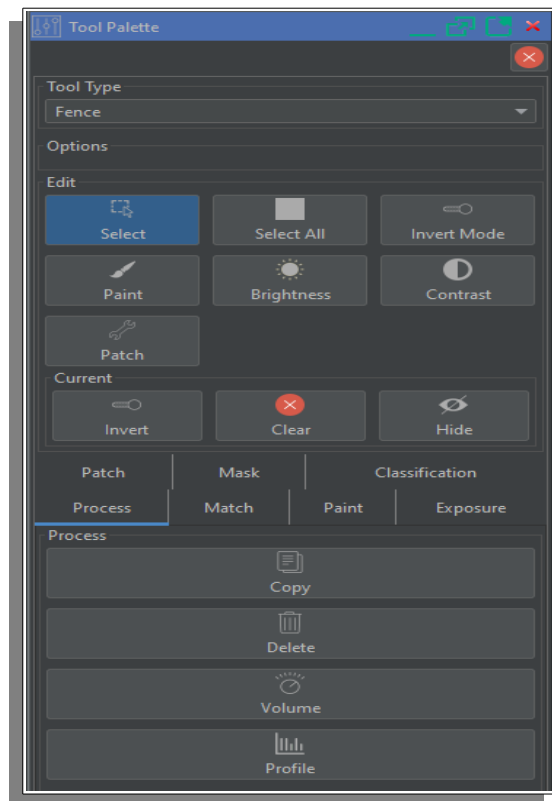 Tool Palette
Tool Type
Fence
Options
Edit
Select Select All Invert Mode
Paint Brightness Contrast
Patch
Current
Invert Clear Hide
Patch Mask Classification
Process Match Paint Exposure
Process
Copy
Delete
Volume
Profile